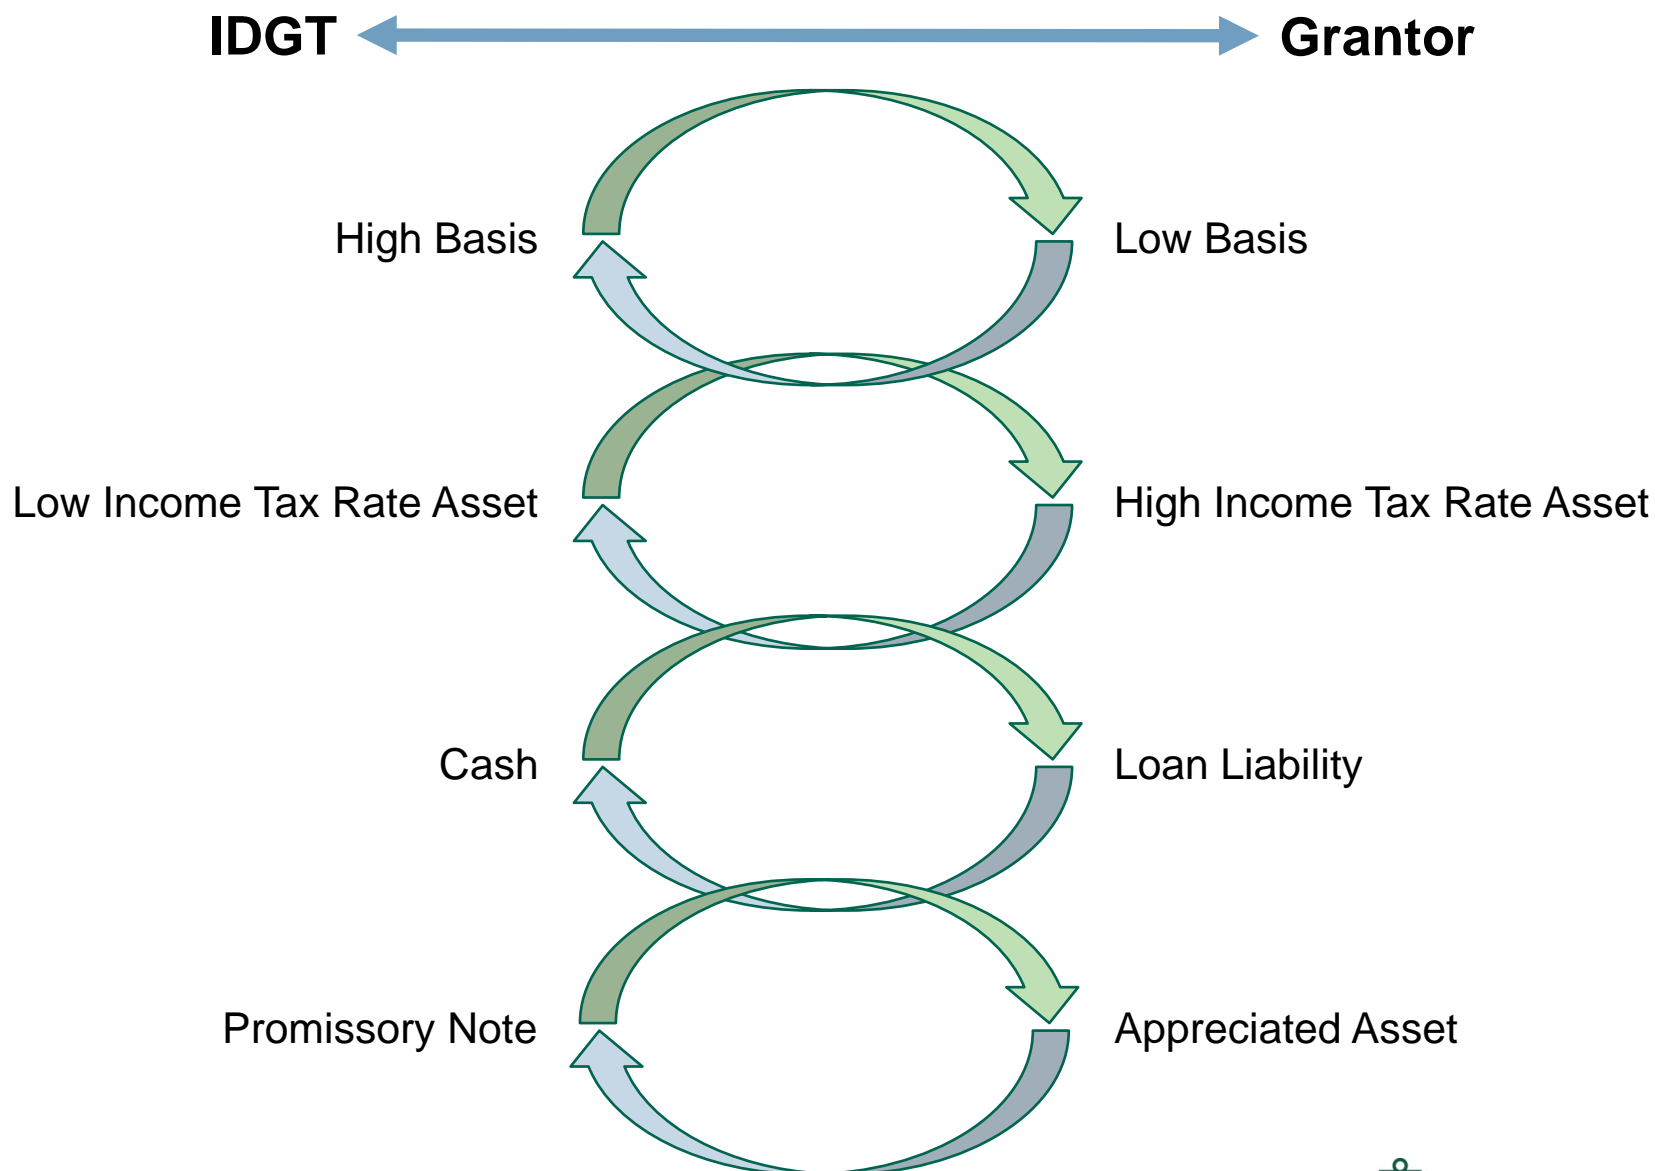 IDGT Grantor
High Basis Low Basis
Low Income Tax Rate Asset High Income Tax Rate Asset
Cash Loan Liability
Promissory Note Appreciated Asset